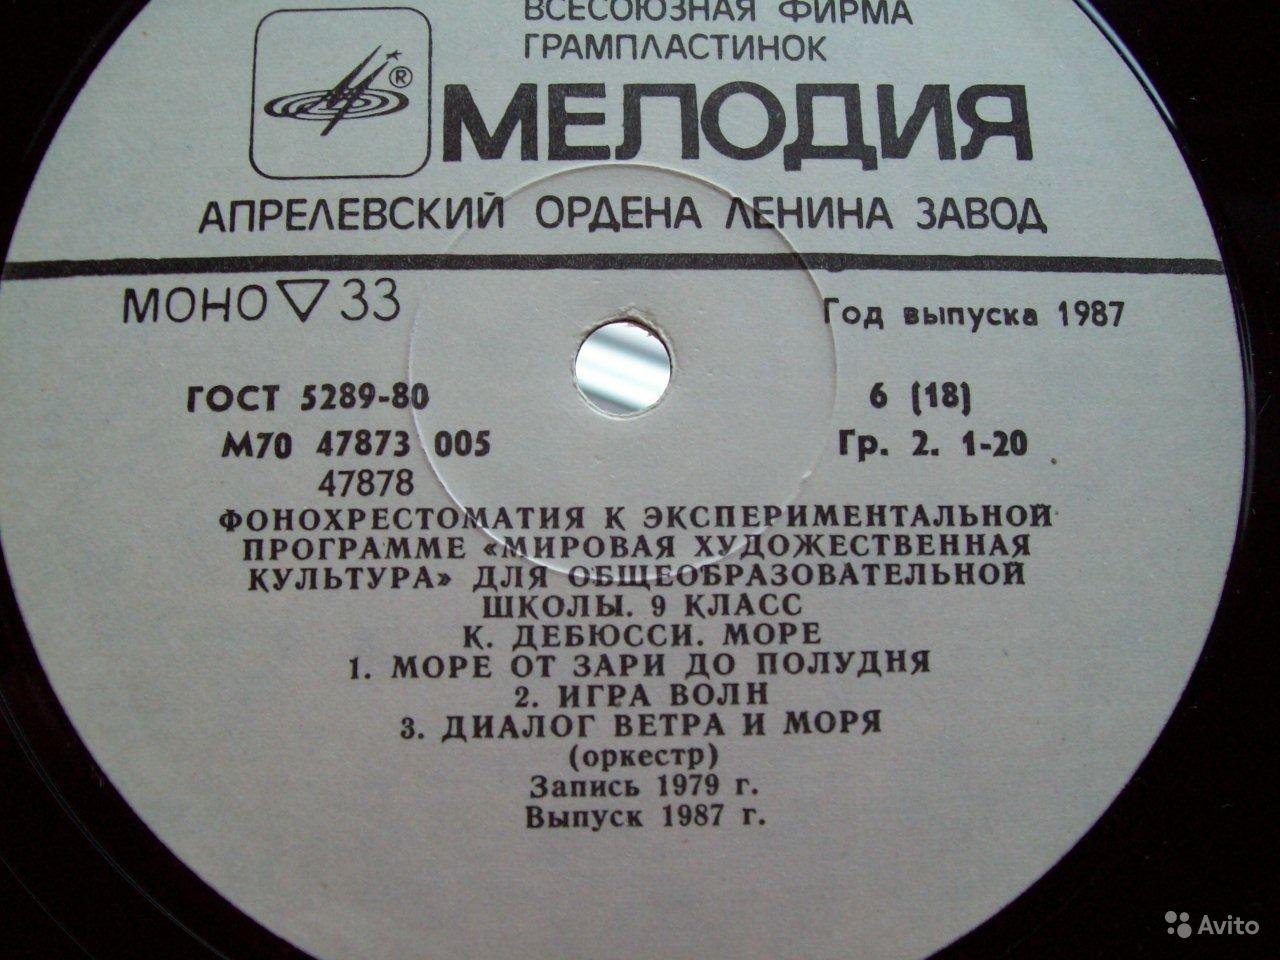 ВСЕСОЮЗНАЯ ФИРМА
ГРАМПЛАСТИНОК
®
МЕЛОДИЯ
АПРЕЛЕВСКИЙ ОРДЕНА ЛЕНИНА ЗАВОД
МОНО ▽ 33
Год выпуска 1987
ГОСТ 5289-80
6 (18)
М70 47873 005
Гр. 2. 1-20
47878
ФОНОХРЕСТОМАТИЯ К ЭКСПЕРИМЕНТАЛЬНОЙ
ПРОГРАММЕ «МИРОВАЯ ХУДОЖЕСТВЕННАЯ
КУЛЬТУРА» ДЛЯ ОБЩЕОБРАЗОВАТЕЛЬНОЙ
ШКОЛЫ. 9 КЛАСС
К. ДЕБЮССИ. МОРЕ
1. МОРЕ ОТ ЗАРИ ДО ПОЛУДНЯ
2. ИГРА ВОЛН
3. ДИАЛОГ ВЕТРА И МОРЯ
(оркестр)
Запись 1979 г.
Выпуск 1987 г.
Avito